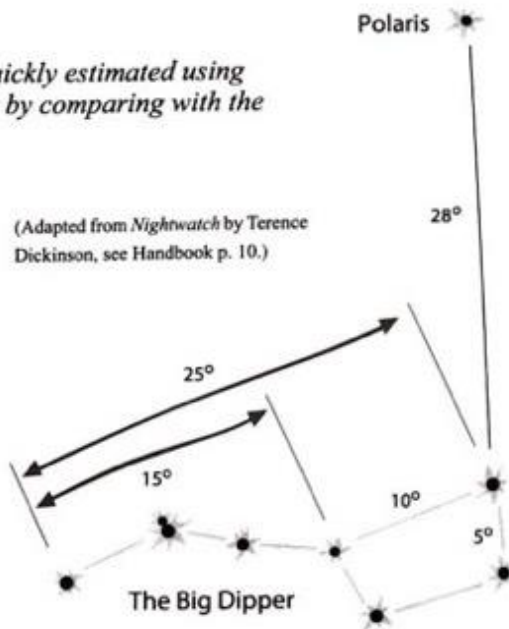 Polaris
uickly estimated using
by comparing with the
(Adapted from Nightwatch by Terence
Dickinson, see Handbook p. 10.)
28°
25°
15°
10°
5°
The Big Dipper